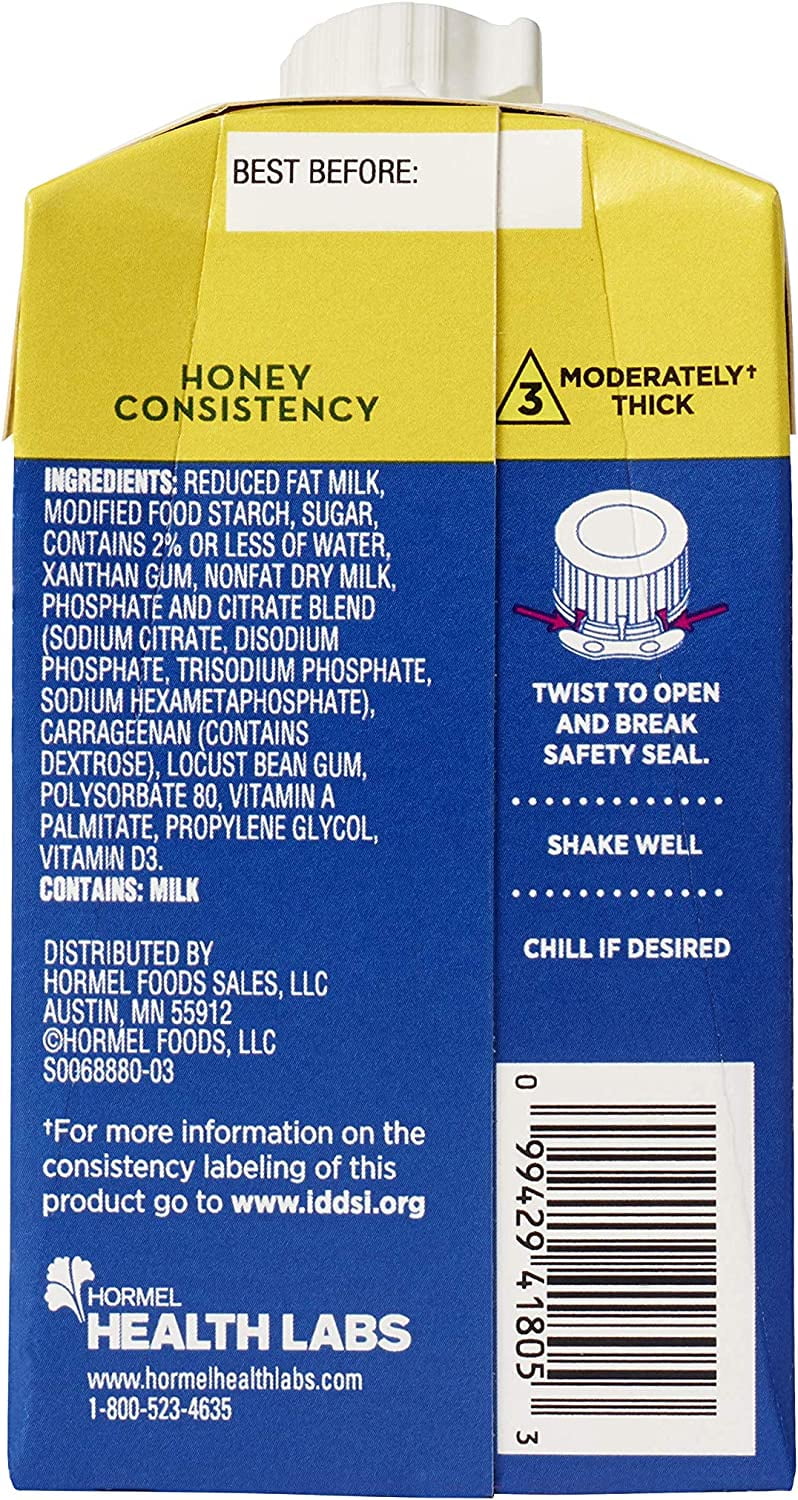 BEST BEFORE:
HONEY
CONSISTENCY
3
MODERATELY†
THICK
INGREDIENTS: REDUCED FAT MILK,
MODIFIED FOOD STARCH, SUGAR,
CONTAINS 2% OR LESS OF WATER,
XANTHAN GUM, NONFAT DRY MILK,
PHOSPHATE AND CITRATE BLEND
(SODIUM CITRATE, DISODIUM
PHOSPHATE, TRISODIUM PHOSPHATE,
SODIUM HEXAMETAPHOSPHATE),
CARRAGEENAN (CONTAINS
DEXTROSE), LOCUST BEAN GUM,
POLYSORBATE 80, VITAMIN A
PALMITATE, PROPYLENE GLYCOL,
VITAMIN D3.
CONTAINS: MILK
DISTRIBUTED BY
HORMEL FOODS SALES, LLC
AUSTIN, MN 55912
©HORMEL FOODS, LLC
S0068880-03
†For more information on the
consistency labeling of this
product go to www.iddsi.org
HORMEL
HEALTH LABS
www.hormelhealthlabs.com
1-800-523-4635
TWIST TO OPEN
AND BREAK
SAFETY SEAL.
SHAKE WELL
CHILL IF DESIRED
0 99429 41805 3